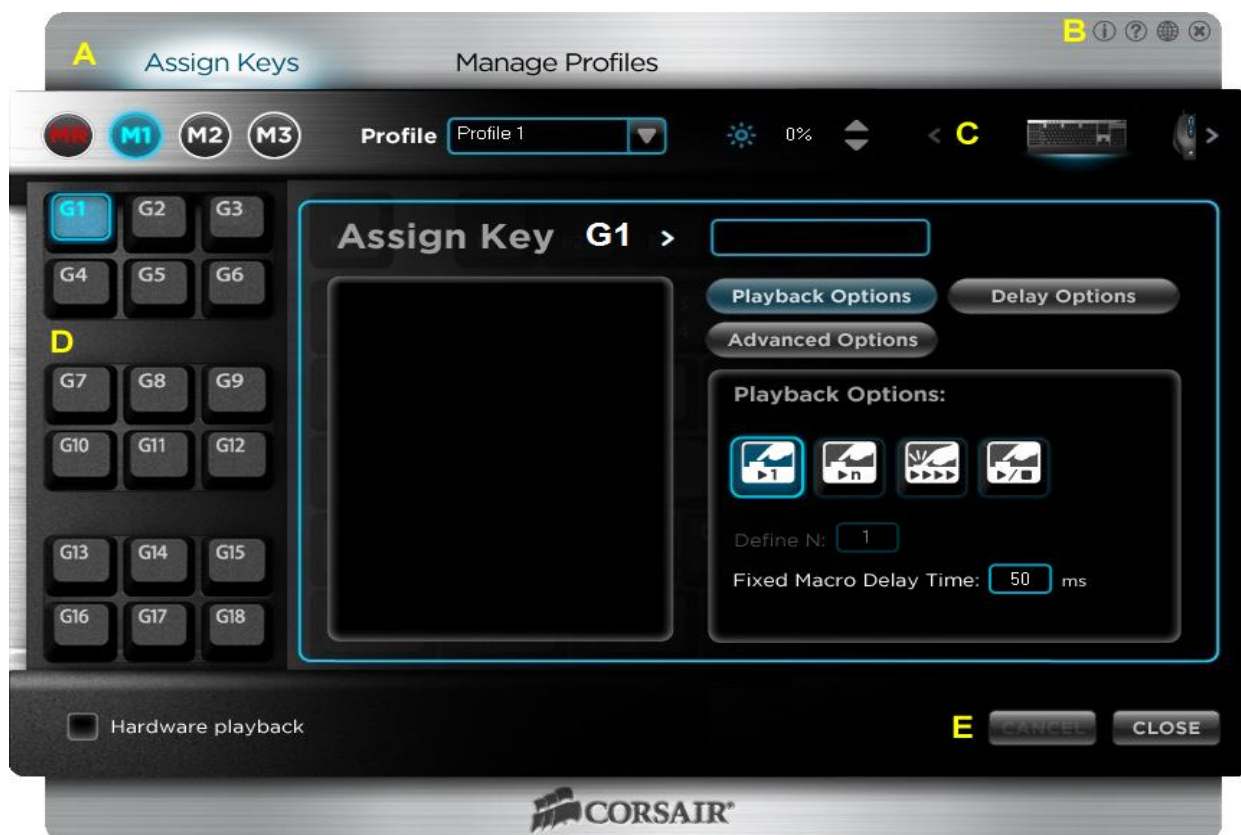 A Assign Keys Manage Profiles B
MR M1 M2 M3 Profile Profile 1 0% < C >
G1 G2 G3
G4 G5 G6
D
G7 G8 G9
G10 G11 G12
G13 G14 G15
G16 G17 G18
Assign Key G1 >
Playback Options Delay Options
Advanced Options
Playback Options:
▶1 ▶n ▶▶▶▶ ▶/■
Define N: 1
Fixed Macro Delay Time: 50 ms
Hardware playback E CANCEL CLOSE
CORSAIR